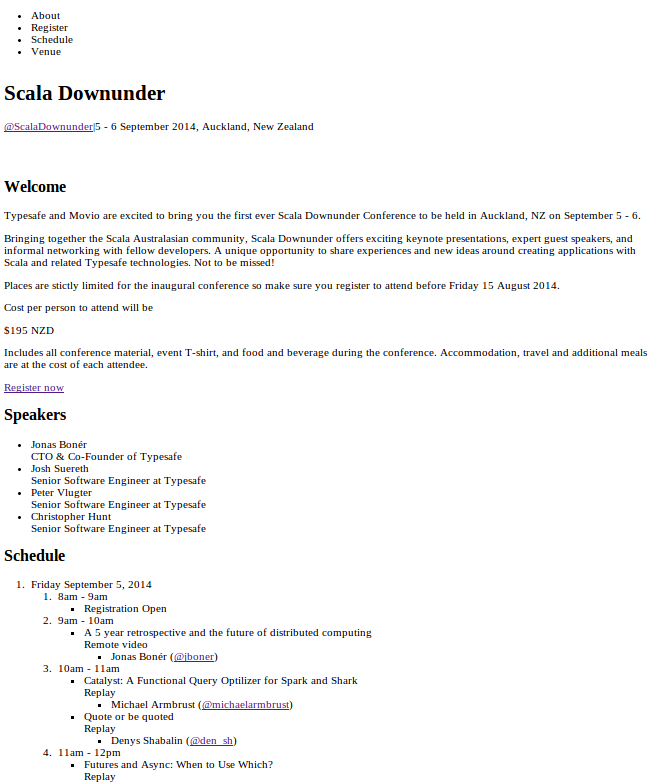 About
Register
Schedule
Venue
Scala Downunder
@ScalaDownunder|5 - 6 September 2014, Auckland, New Zealand
Welcome
Typesafe and Movio are excited to bring you the first ever Scala Downunder Conference to be held in Auckland, NZ on September 5 - 6.
Bringing together the Scala Australasian community, Scala Downunder offers exciting keynote presentations, expert guest speakers, and
informal networking with fellow developers. A unique opportunity to share experiences and new ideas around creating applications with
Scala and related Typesafe technologies. Not to be missed!
Places are stictly limited for the inaugural conference so make sure you register to attend before Friday 15 August 2014.
Cost per person to attend will be
$195 NZD
Includes all conference material, event T-shirt, and food and beverage during the conference. Accommodation, travel and additional meals
are at the cost of each attendee.
Register now
Speakers
Jonas Bonér
CTO & Co-Founder of Typesafe
Josh Suereth
Senior Software Engineer at Typesafe
Peter Vlugter
Senior Software Engineer at Typesafe
Christopher Hunt
Senior Software Engineer at Typesafe
Schedule
1. Friday September 5, 2014
1. 8am - 9am
Registration Open
2. 9am - 10am
A 5 year retrospective and the future of distributed computing
Remote video
Jonas Bonér (@jboner)
3. 10am - 11am
Catalyst: A Functional Query Optilizer for Spark and Shark
Replay
Michael Armbrust (@michaelarmbrust)
Quote or be quoted
Replay
Denys Shabalin (@den_sh)
4. 11am - 12pm
Futures and Async: When to Use Which?
Replay